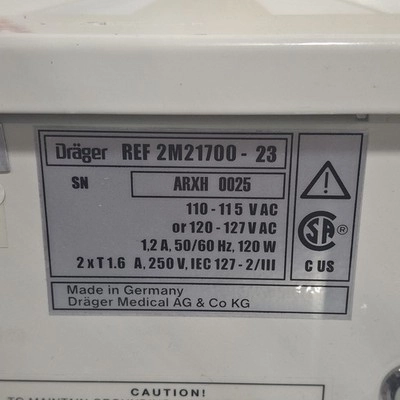 Dräger REF 2M21700 - 23
SN ARXH 0025
110 - 115 V AC
or 120 - 127 V AC
1,2 A, 50/60 Hz, 120 W
2 x T 1.6 A, 250 V, IEC 127 - 2/III
SA
C US
Made in Germany
Dräger Medical AG & Co KG
CAUTION!